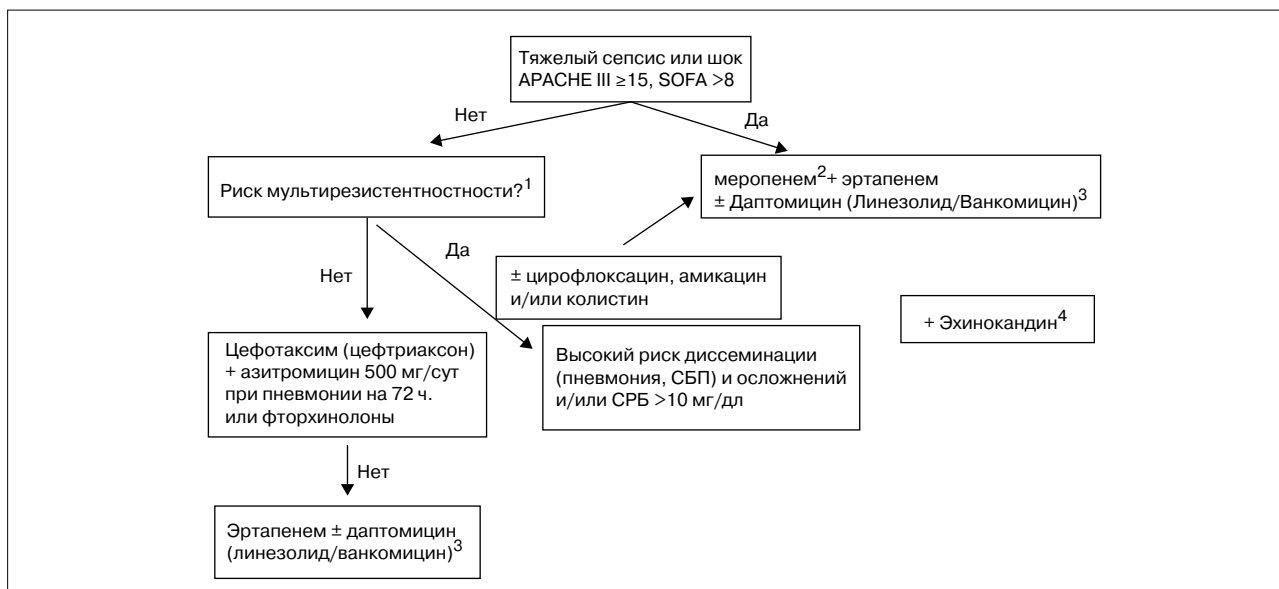 Тяжелый сепсис или шок
APACHE III ≥15, SOFA >8
Нет
Да
Риск мультирезистентностности?1
меропенем2+ эртапенем
± Даптомицин (Линезолид/Ванкомицин)3
Нет
Да
± цирофлоксацин, амикацин
и/или колистин
+ Эхинокандин4
Цефотаксим (цефтриаксон)
+ азитромицин 500 мг/сут
при пневмонии на 72 ч.
или фторхинолоны
Высокий риск диссеминации
(пневмония, СБП) и осложнений
и/или СРБ >10 мг/дл
Нет
Эртапенем ± даптомицин
(линезолид/ванкомицин)3